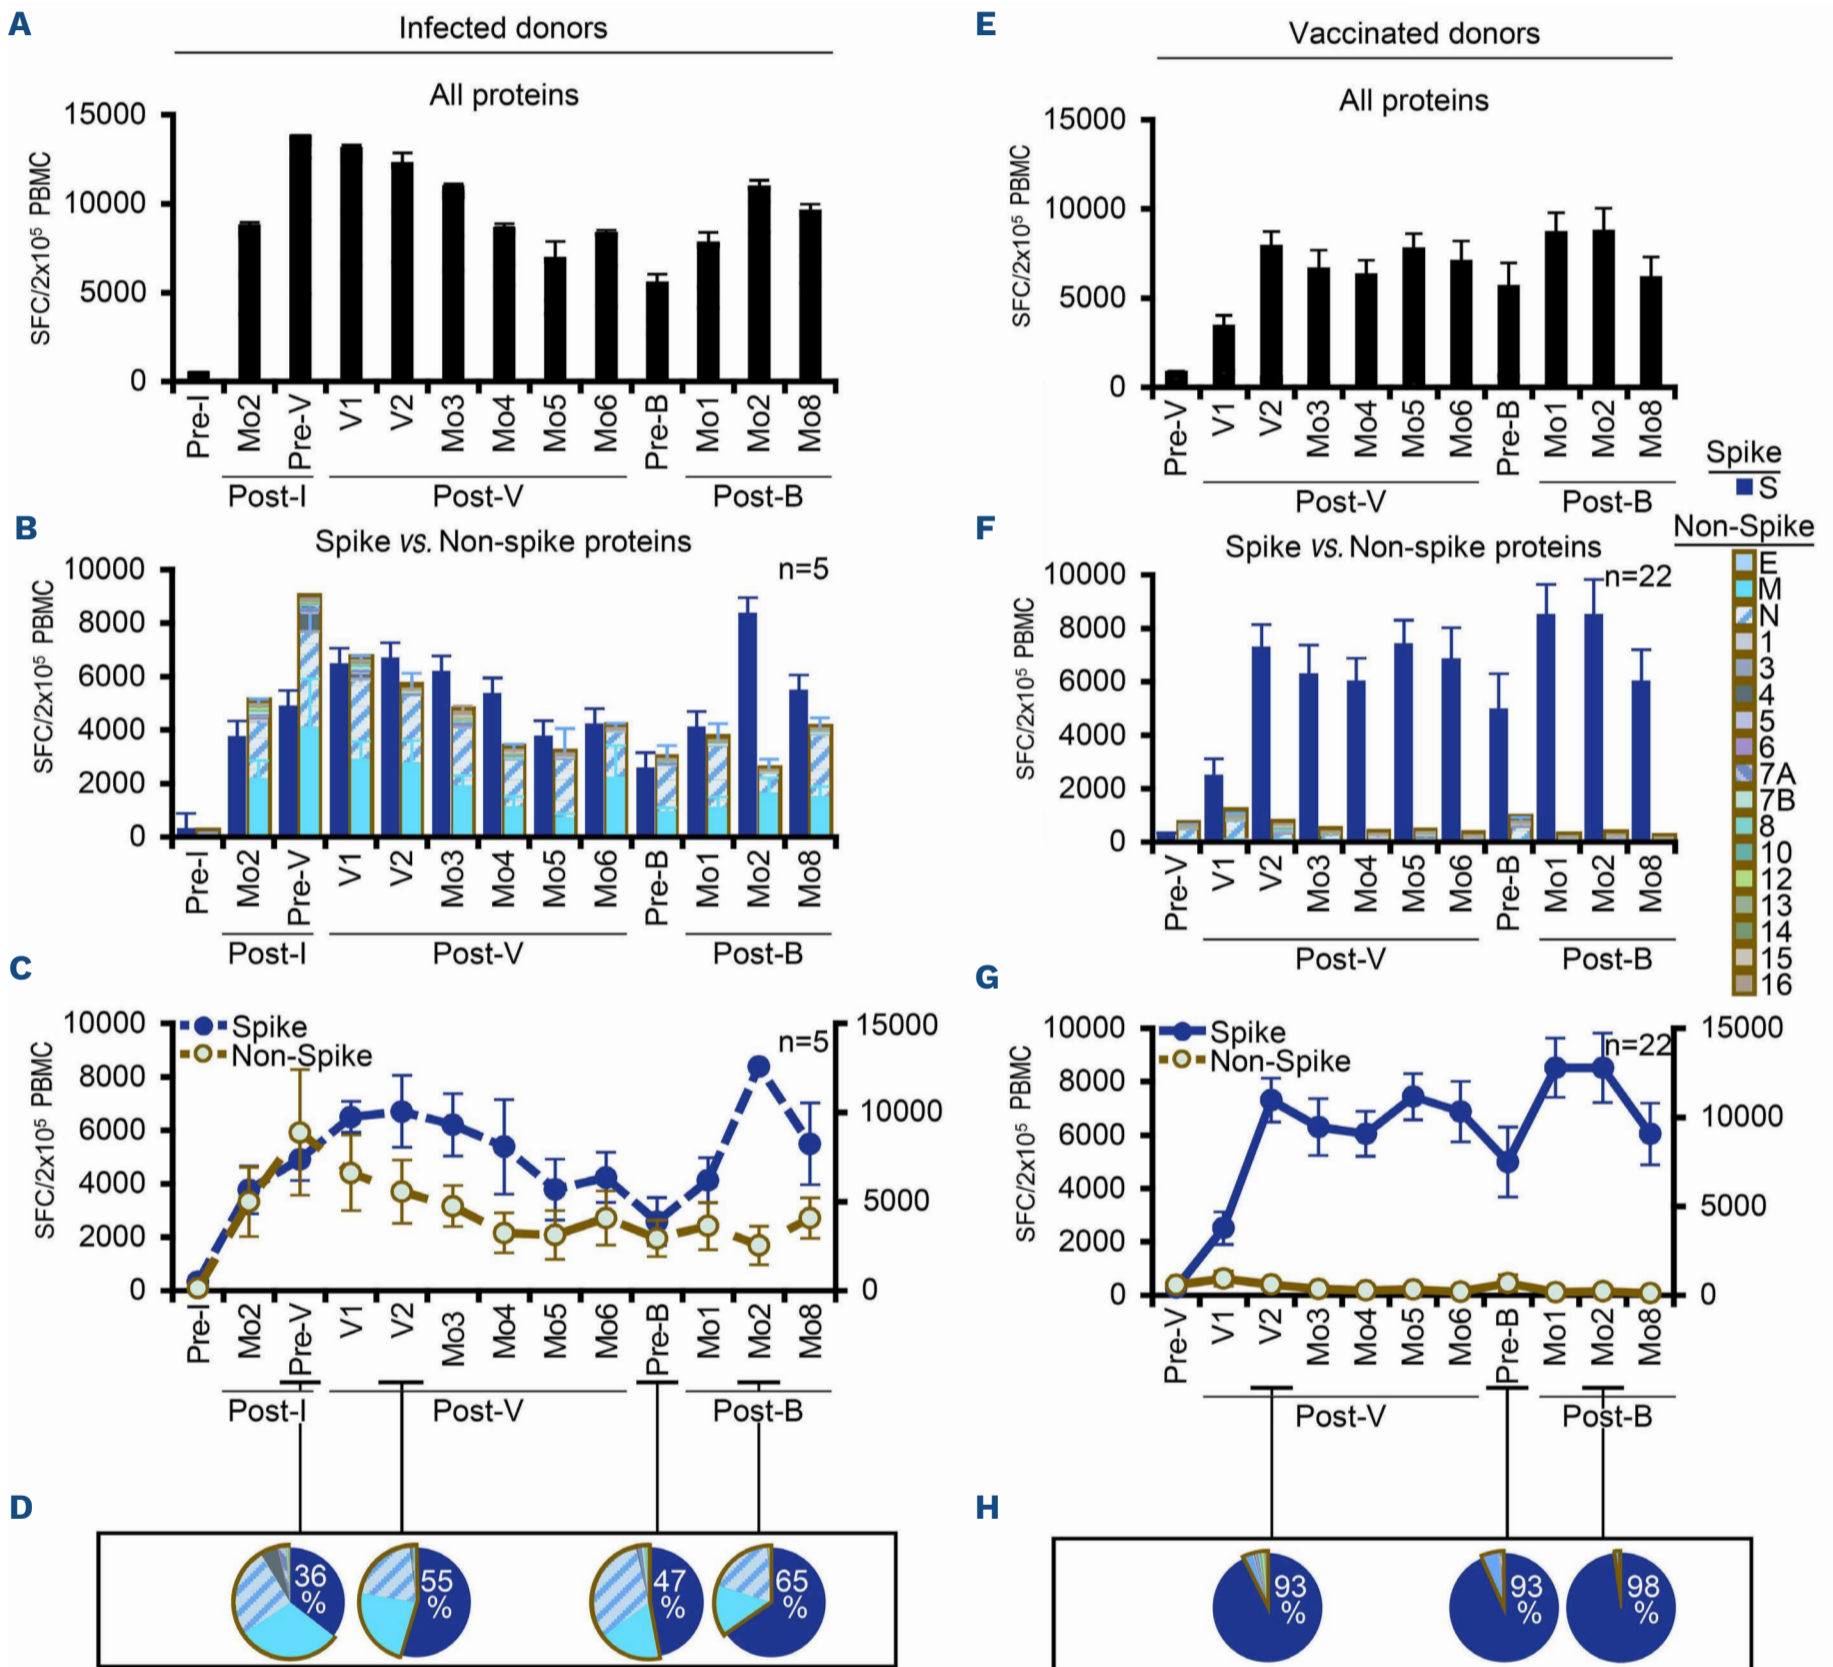 A
Infected donors
All proteins
SFC/2x10⁵ PBMC
15000
10000
5000
0
Pre-I
Mo2
Pre-V
V1
V2
Mo3
Mo4
Mo5
Mo6
Pre-B
Mo1
Mo2
Mo8
Post-I
Post-V
Post-B
B
Spike vs. Non-spike proteins
n=5
SFC/2x10⁵ PBMC
10000
8000
6000
4000
2000
0
Pre-I
Mo2
Pre-V
V1
V2
Mo3
Mo4
Mo5
Mo6
Pre-B
Mo1
Mo2
Mo8
Post-I
Post-V
Post-B
C
Spike
Non-Spike
n=5
SFC/2x10⁵ PBMC
10000
8000
6000
4000
2000
0
15000
10000
5000
0
Pre-I
Mo2
Pre-V
V1
V2
Mo3
Mo4
Mo5
Mo6
Pre-B
Mo1
Mo2
Mo8
Post-I
Post-V
Post-B
D
36
%
55
%
47
%
65
%
E
Vaccinated donors
All proteins
SFC/2x10⁵ PBMC
15000
10000
5000
0
Pre-V
V1
V2
Mo3
Mo4
Mo5
Mo6
Pre-B
Mo1
Mo2
Mo8
Post-V
Post-B
Spike
S
Non-Spike
E
M
N
1
3
4
5
6
7A
7B
8
10
12
13
14
15
16
F
Spike vs. Non-spike proteins
n=22
SFC/2x10⁵ PBMC
10000
8000
6000
4000
2000
0
Pre-V
V1
V2
Mo3
Mo4
Mo5
Mo6
Pre-B
Mo1
Mo2
Mo8
Post-V
Post-B
G
Spike
Non-Spike
n=22
SFC/2x10⁵ PBMC
10000
8000
6000
4000
2000
0
15000
10000
5000
0
Pre-V
V1
V2
Mo3
Mo4
Mo5
Mo6
Pre-B
Mo1
Mo2
Mo8
Post-V
Post-B
H
93
%
93
%
98
%